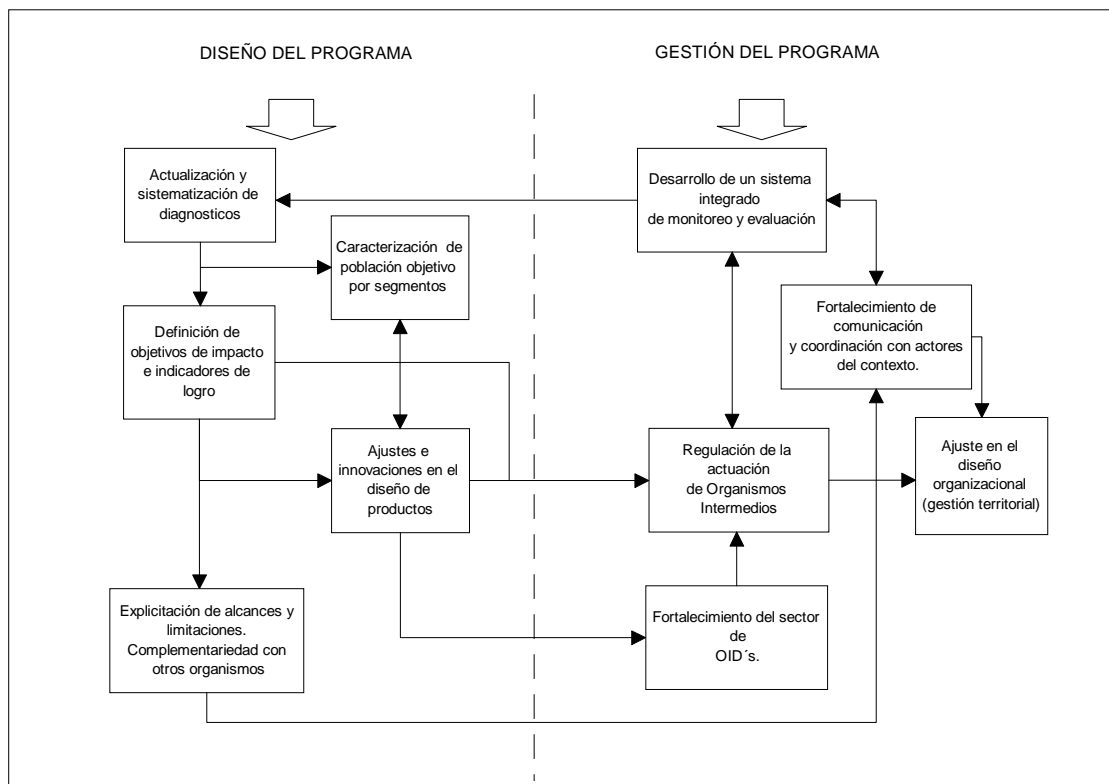 DISEÑO DEL PROGRAMA
GESTIÓN DEL PROGRAMA
Actualización y
sistematización de
diagnosticos
Caracterización de
población objetivo
por segmentos
Definición de
objetivos de impacto
e indicadores de
logro
Ajustes e
innovaciones en el
diseño de
productos
Explicitación de alcances y
limitaciones.
Complementariedad con
otros organismos
Desarrollo de un sistema
integrado
de monitoreo y evaluación
Fortalecimiento de
comunicación
y coordinación con actores
del contexto.
Regulación de la
actuación
de Organismos
Intermedios
Ajuste en el
diseño
organizacional
(gestión territorial)
Fortalecimiento del sector
de
OID´s.